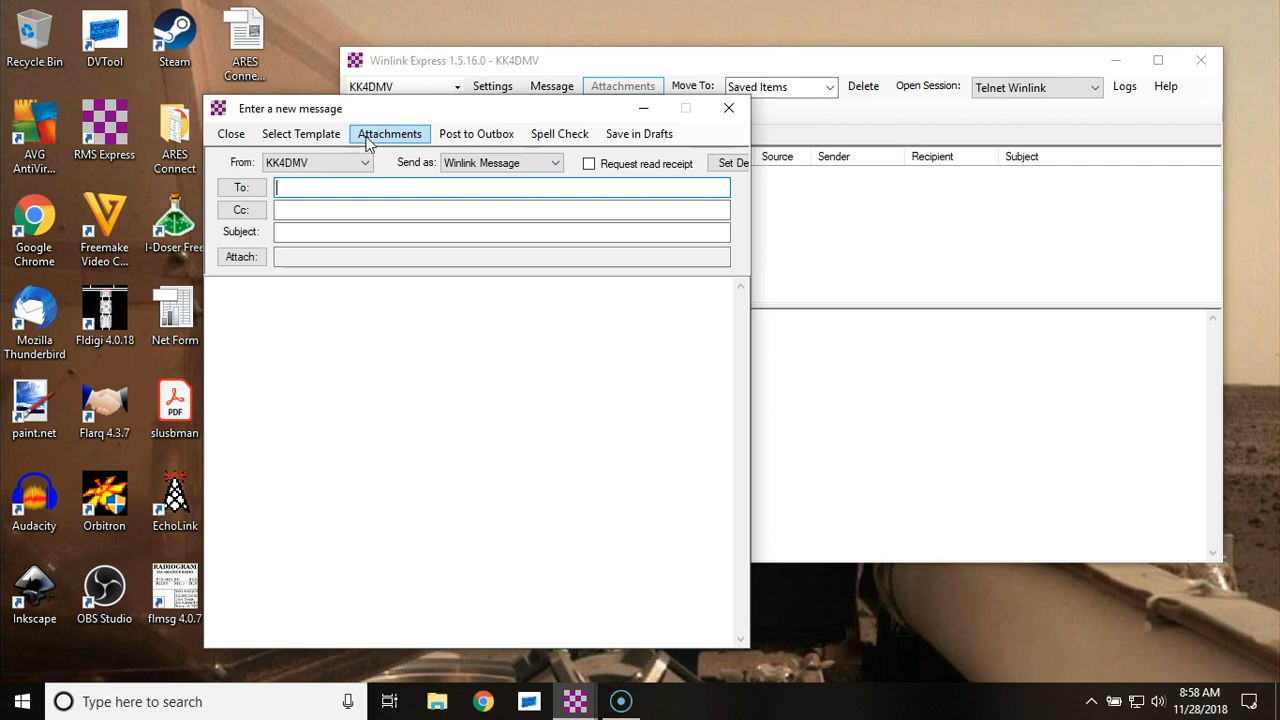 Recycle Bin
DVTool
Steam
ARES
Conne...
AVG
AntiVir...
RMS Express
ARES
Connect
Google
Chrome
Freemake
Video C...
I-Doser Free
Mozilla
Thunderbird
Fldigi 4.0.18
Net Form
paint.net
Flarq 4.3.7
PDF
slusbman
Audacity
Orbitron
EchoLink
Inkscape
OBS Studio
RADIOGRAM
flmsg 4.0.7
Winlink Express 1.5.16.0 - KK4DMV
KK4DMV Settings Message Attachments Move To: Saved Items Delete Open Session: Telnet Winlink Logs Help
Source Sender Recipient Subject
Enter a new message
Close Select Template Attachments Post to Outbox Spell Check Save in Drafts
From: KK4DMV Send as: Winlink Message Request read receipt Set De
To:
Cc:
Subject:
Attach:
Type here to search
8:58 AM
11/28/2018